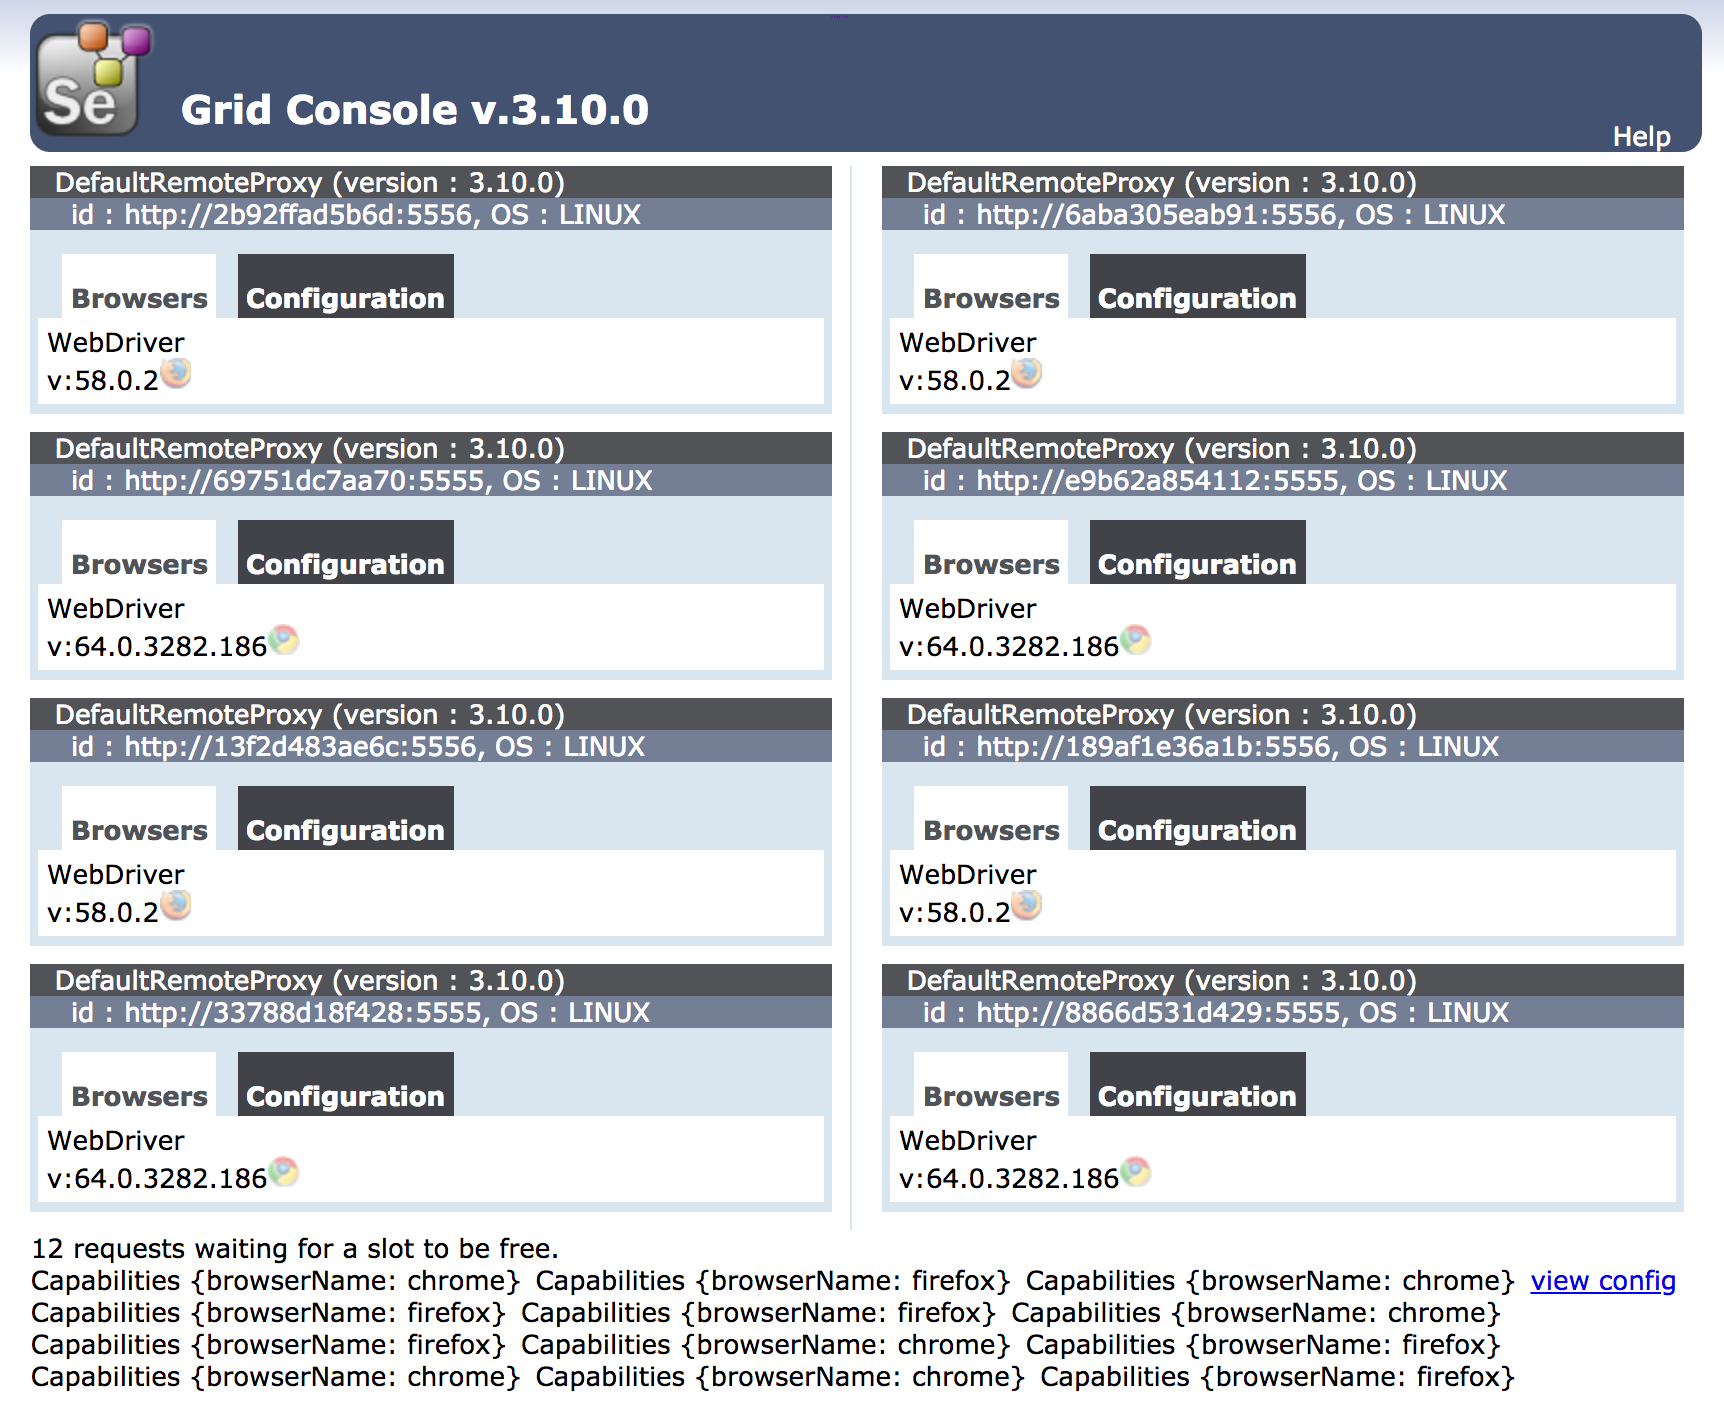 Se
Grid Console v.3.10.0
Help
DefaultRemoteProxy (version : 3.10.0)
id : http://2b92ffad5b6d:5556, OS : LINUX
Browsers Configuration
WebDriver
v:58.0.2
DefaultRemoteProxy (version : 3.10.0)
id : http://6aba305eab91:5556, OS : LINUX
Browsers Configuration
WebDriver
v:58.0.2
DefaultRemoteProxy (version : 3.10.0)
id : http://69751dc7aa70:5555, OS : LINUX
Browsers Configuration
WebDriver
v:64.0.3282.186
DefaultRemoteProxy (version : 3.10.0)
id : http://e9b62a854112:5555, OS : LINUX
Browsers Configuration
WebDriver
v:64.0.3282.186
DefaultRemoteProxy (version : 3.10.0)
id : http://13f2d483ae6c:5556, OS : LINUX
Browsers Configuration
WebDriver
v:58.0.2
DefaultRemoteProxy (version : 3.10.0)
id : http://189af1e36a1b:5556, OS : LINUX
Browsers Configuration
WebDriver
v:58.0.2
DefaultRemoteProxy (version : 3.10.0)
id : http://33788d18f428:5555, OS : LINUX
Browsers Configuration
WebDriver
v:64.0.3282.186
DefaultRemoteProxy (version : 3.10.0)
id : http://8866d531d429:5555, OS : LINUX
Browsers Configuration
WebDriver
v:64.0.3282.186
12 requests waiting for a slot to be free.
Capabilities {browserName: chrome} Capabilities {browserName: firefox} Capabilities {browserName: chrome} view config
Capabilities {browserName: firefox} Capabilities {browserName: firefox} Capabilities {browserName: chrome}
Capabilities {browserName: firefox} Capabilities {browserName: chrome} Capabilities {browserName: firefox}
Capabilities {browserName: chrome} Capabilities {browserName: chrome} Capabilities {browserName: firefox}